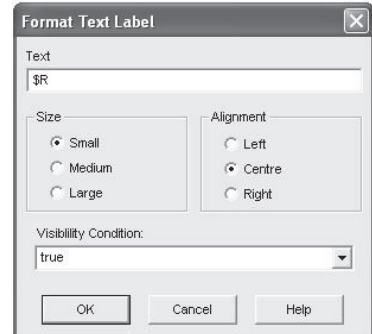 Format Text Label
Text
$R
Size
Small
Medium
Large
Alignment
Left
Centre
Right
Visiblility Condition:
true
OK Cancel Help